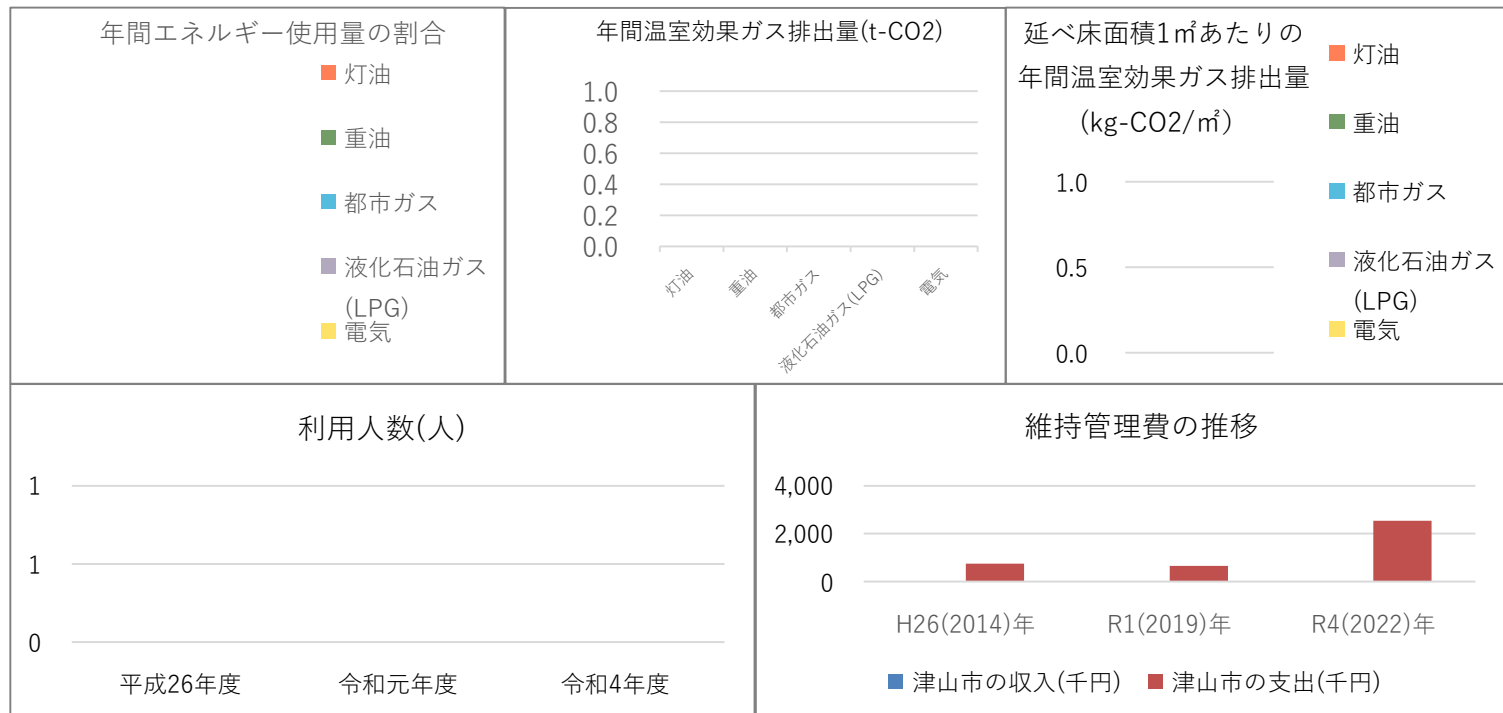 年間エネルギー使用量の割合
灯油
重油
都市ガス
液化石油ガス
(LPG)
電気
年間温室効果ガス排出量(t-CO2)
1.0
0.8
0.6
0.4
0.2
0.0
灯油
重油
都市ガス
液化石油ガス(LPG)
電気
延べ床面積1㎡あたりの
年間温室効果ガス排出量
(kg-CO2/㎡)
1.0
0.5
0.0
灯油
重油
都市ガス
液化石油ガス
(LPG)
電気
利用人数(人)
1
1
0
平成26年度
令和元年度
令和4年度
維持管理費の推移
4,000
2,000
0
H26(2014)年
R1(2019)年
R4(2022)年
津山市の収入(千円)
津山市の支出(千円)